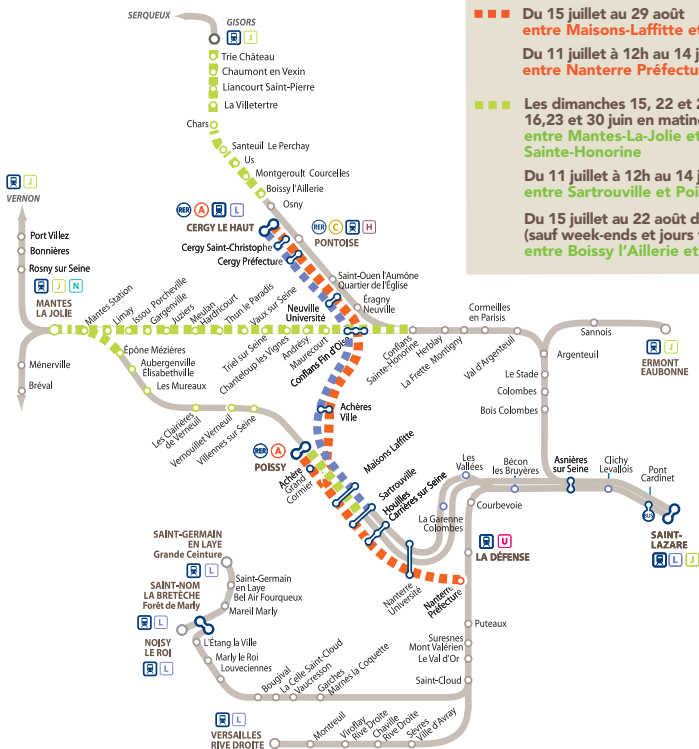 SERQUEUX
GISORS
J
Trie Château
Chaumont en Vexin
Liancourt Saint-Pierre
La Villetertre
Chars
Santeuil Le Perchay
Us
Montgeroult Courcelles
Boissy l'Aillerie
Osny
RER A L
CERGY LE HAUT
RER C H
PONTOISE
Cergy Saint-Christophe
Cergy Préfecture
Saint-Ouen l'Aumône
Quartier de l'Église
Éragny
Neuville
Du 15 juillet au 29 août
entre Maisons-Laffitte et
Du 11 juillet à 12h au 14 j
entre Nanterre Préfectu
Les dimanches 15, 22 et 2
16,23 et 30 juin en matin
entre Mantes-La-Jolie et
Sainte-Honorine
Du 11 juillet à 12h au 14 j
entre Sartrouville et Poi
Du 15 juillet au 22 août d
(sauf week-ends et jours
entre Boissy l'Aillerie et
J
VERNON
Port Villez
Bonnières
Rosny sur Seine
J N
MANTES
LA JOLIE
Ménerville
Bréval
Mantes Station
Limay
Issou Porcheville
Gargenville
Juziers
Meulan
Hardricourt
Thun le Paradis
Vaux sur Seine
Triel sur Seine
Chanteloup les Vignes
Andrésy
Maurecourt
Neuville
Université
Conflans Fin d'Oise
Conflans
Sainte-Honorine
Herblay
La Frette Montigny
Cormeilles
en Parisis
Val d'Argenteuil
Sannois
J
ERMONT
EAUBONNE
Argenteuil
Le Stade
Colombes
Bois Colombes
Épône Mézières
Aubergenville
Élisabethville
Les Mureaux
Les Clairières
de Verneuil
Vernouillet Verneuil
Villennes sur Seine
RER A
POISSY
Achères
Ville
Achère
Grand
Cormier
Maisons Laffitte
Sartrouville
Houilles
Carrières sur Seine
Les
Vallées
La Garenne
Colombes
Bécon
les Bruyères
Asnières
sur Seine
Clichy
Levallois
Pont
Cardinet
BUS
SAINT-
LAZARE
L J
Courbevoie
U
LA DÉFENSE
Nanterre
Université
Nanterre
Préfecture
Puteaux
Suresnes
Mont Valérien
Le Val d'Or
Saint-Cloud
SAINT-GERMAIN
EN LAYE
Grande Ceinture
L
Saint-Germain
en Laye
Bel Air Fourqueux
Mareil Marly
SAINT-NOM
LA BRETÈCHE
Forêt de Marly
L
NOISY
LE ROI
L
L'Étang la Ville
Marly le Roi
Louveciennes
Bougival
La Celle Saint-Cloud
Vaucresson
Garches
Marnes la Coquette
L
VERSAILLES
RIVE DROITE
Montreuil
Viroflay
Rive Droite
Chaville
Rive Droite
Sèvres
Ville d'Avray